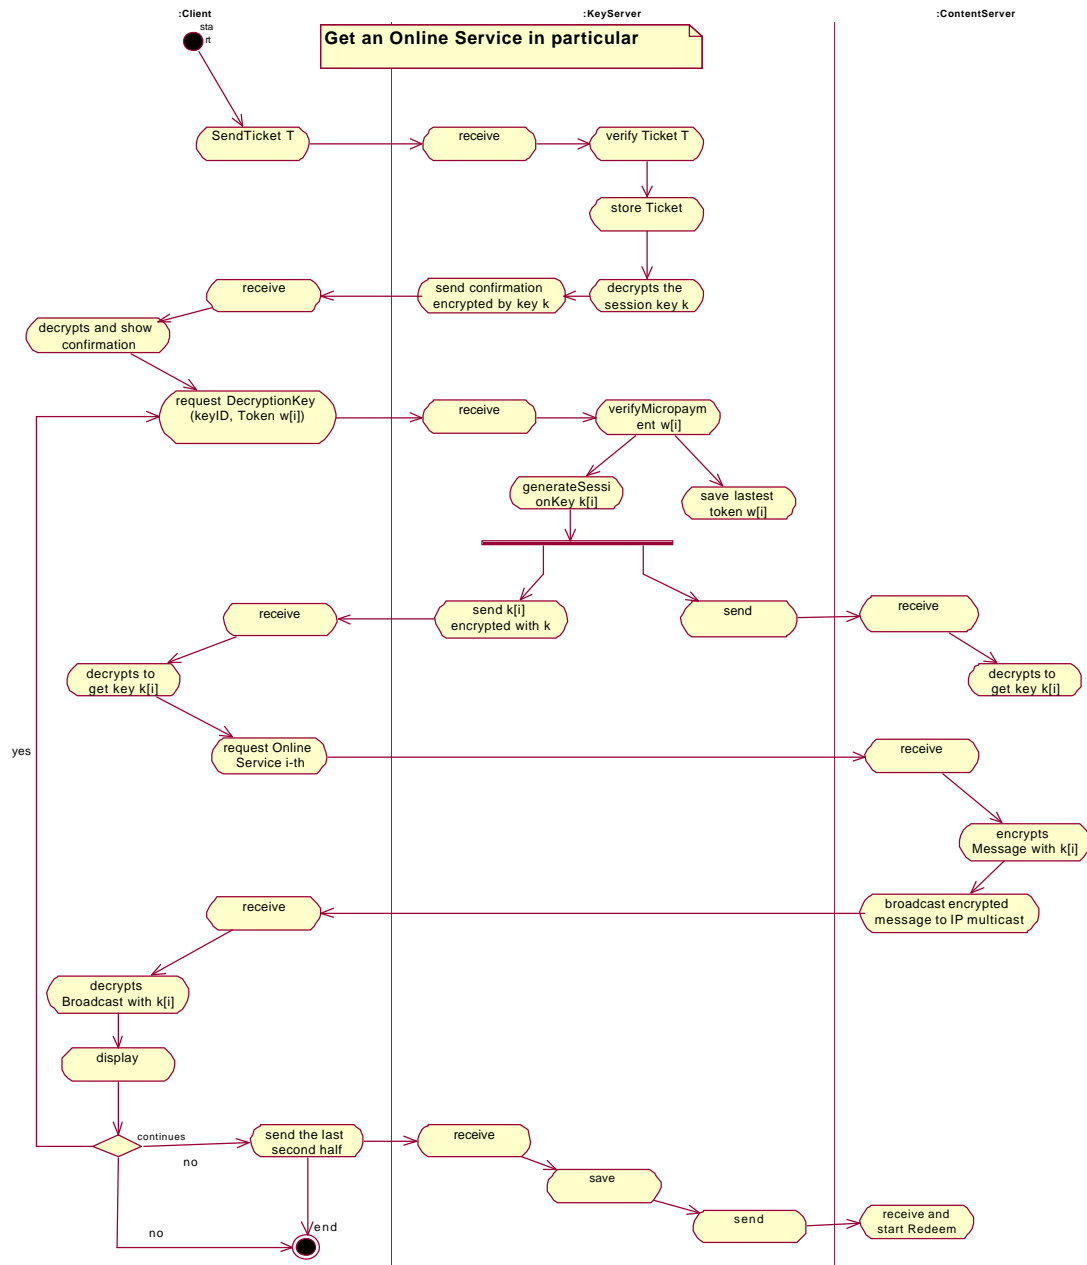 :Client
:KeyServer
:ContentServer
sta
rt
Get an Online Service in particular
SendTicket T
receive
verify Ticket T
store Ticket
receive
send confirmation
encrypted by key k
decrypts the
session key k
decrypts and show
confirmation
request DecryptionKey
(keyID, Token w[i])
receive
verifyMicropaym
ent w[i]
generateSessi
onKey k[i]
save lastest
token w[i]
receive
send k[i]
encrypted with k
send
receive
decrypts to
get key k[i]
decrypts to
get key k[i]
yes
request Online
Service i-th
receive
encrypts
Message with k[i]
receive
broadcast encrypted
message to IP multicast
decrypts
Broadcast with k[i]
display
continues
send the last
second half
receive
no
save
send
receive and
start Redeem
no
end